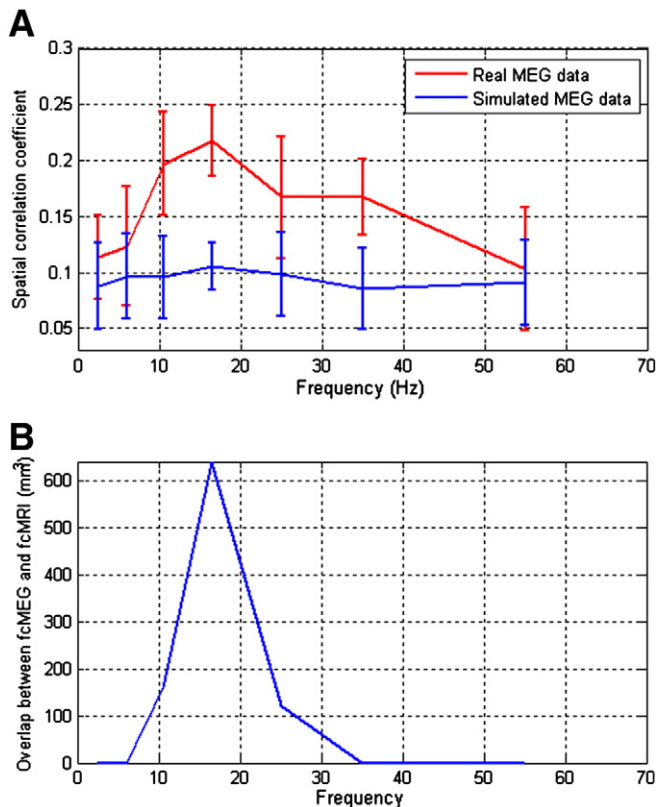 A
0.3
0.25
0.2
0.15
0.1
0.05
Spatial correlation coefficient
Real MEG data
Simulated MEG data
0 10 20 30 40 50 60 70
Frequency (Hz)
B
600
500
400
300
200
100
0
Overlap between fcMEG and fcMRI (mm³)
0 10 20 30 40 50 60 70
Frequency